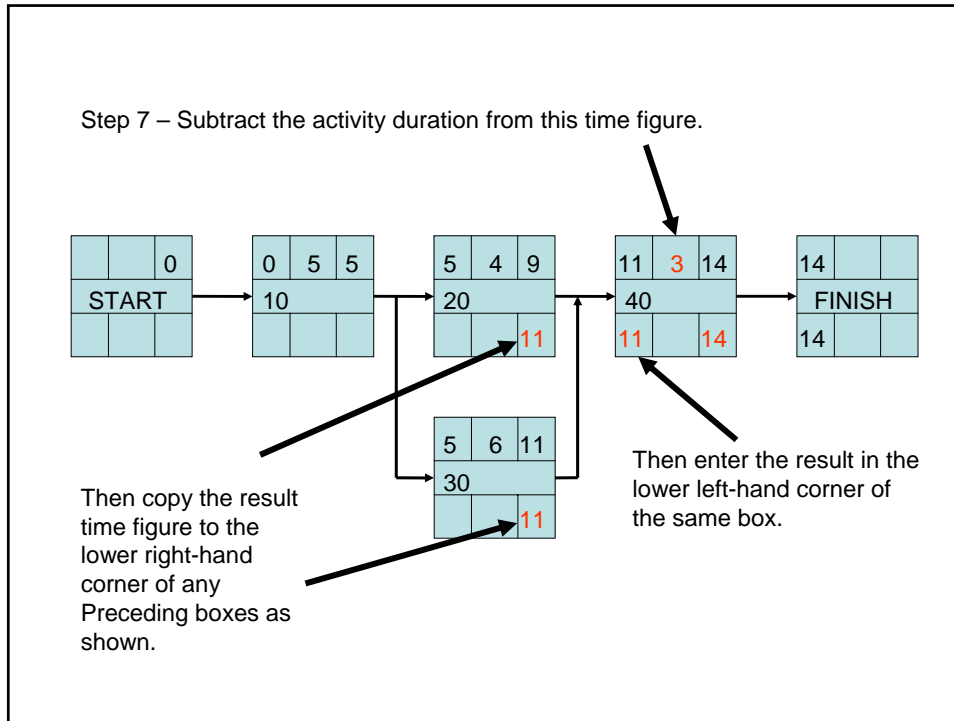 Step 7 – Subtract the activity duration from this time figure.
0
START
0 5 5
10
5 4 9
20
11
11 3 14
40
11 14
14
FINISH
14
5 6 11
30
11
Then copy the result
time figure to the
lower right-hand
corner of any
Preceding boxes as
shown.
Then enter the result in the
lower left-hand corner of
the same box.